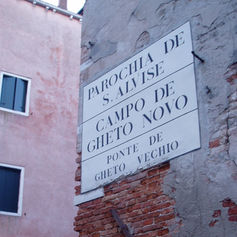 PAROCHIA DE
S. ALVISE
CAMPO DE
GHETO NOVO
PONTE DE
GHETO VECHIO